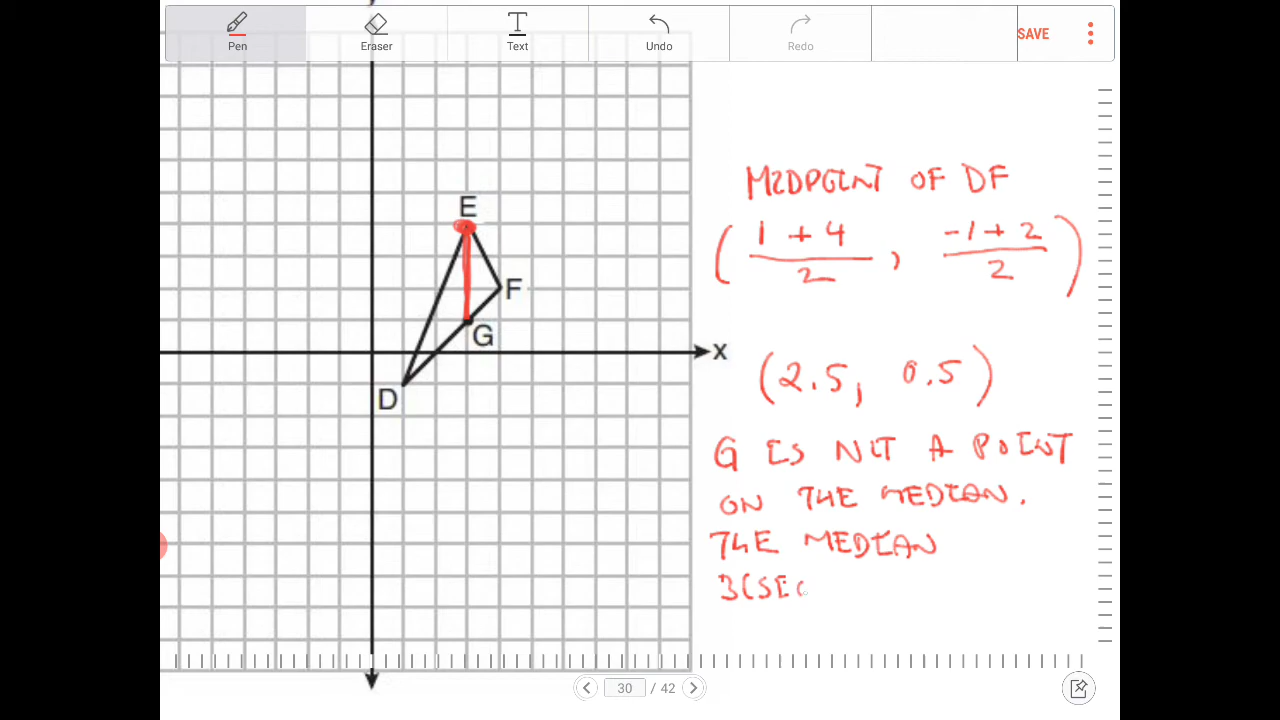 Pen
Eraser
Text
Undo
Redo
SAVE
MIDPOINT OF DF
( 1 + 4 / 2 , -1 + 2 / 2 )
E
F
G
x
D
(2.5, 0.5)
G IS NOT A POINT
ON THE MEDIAN.
THE MEDIAN
BISEC
30 / 42